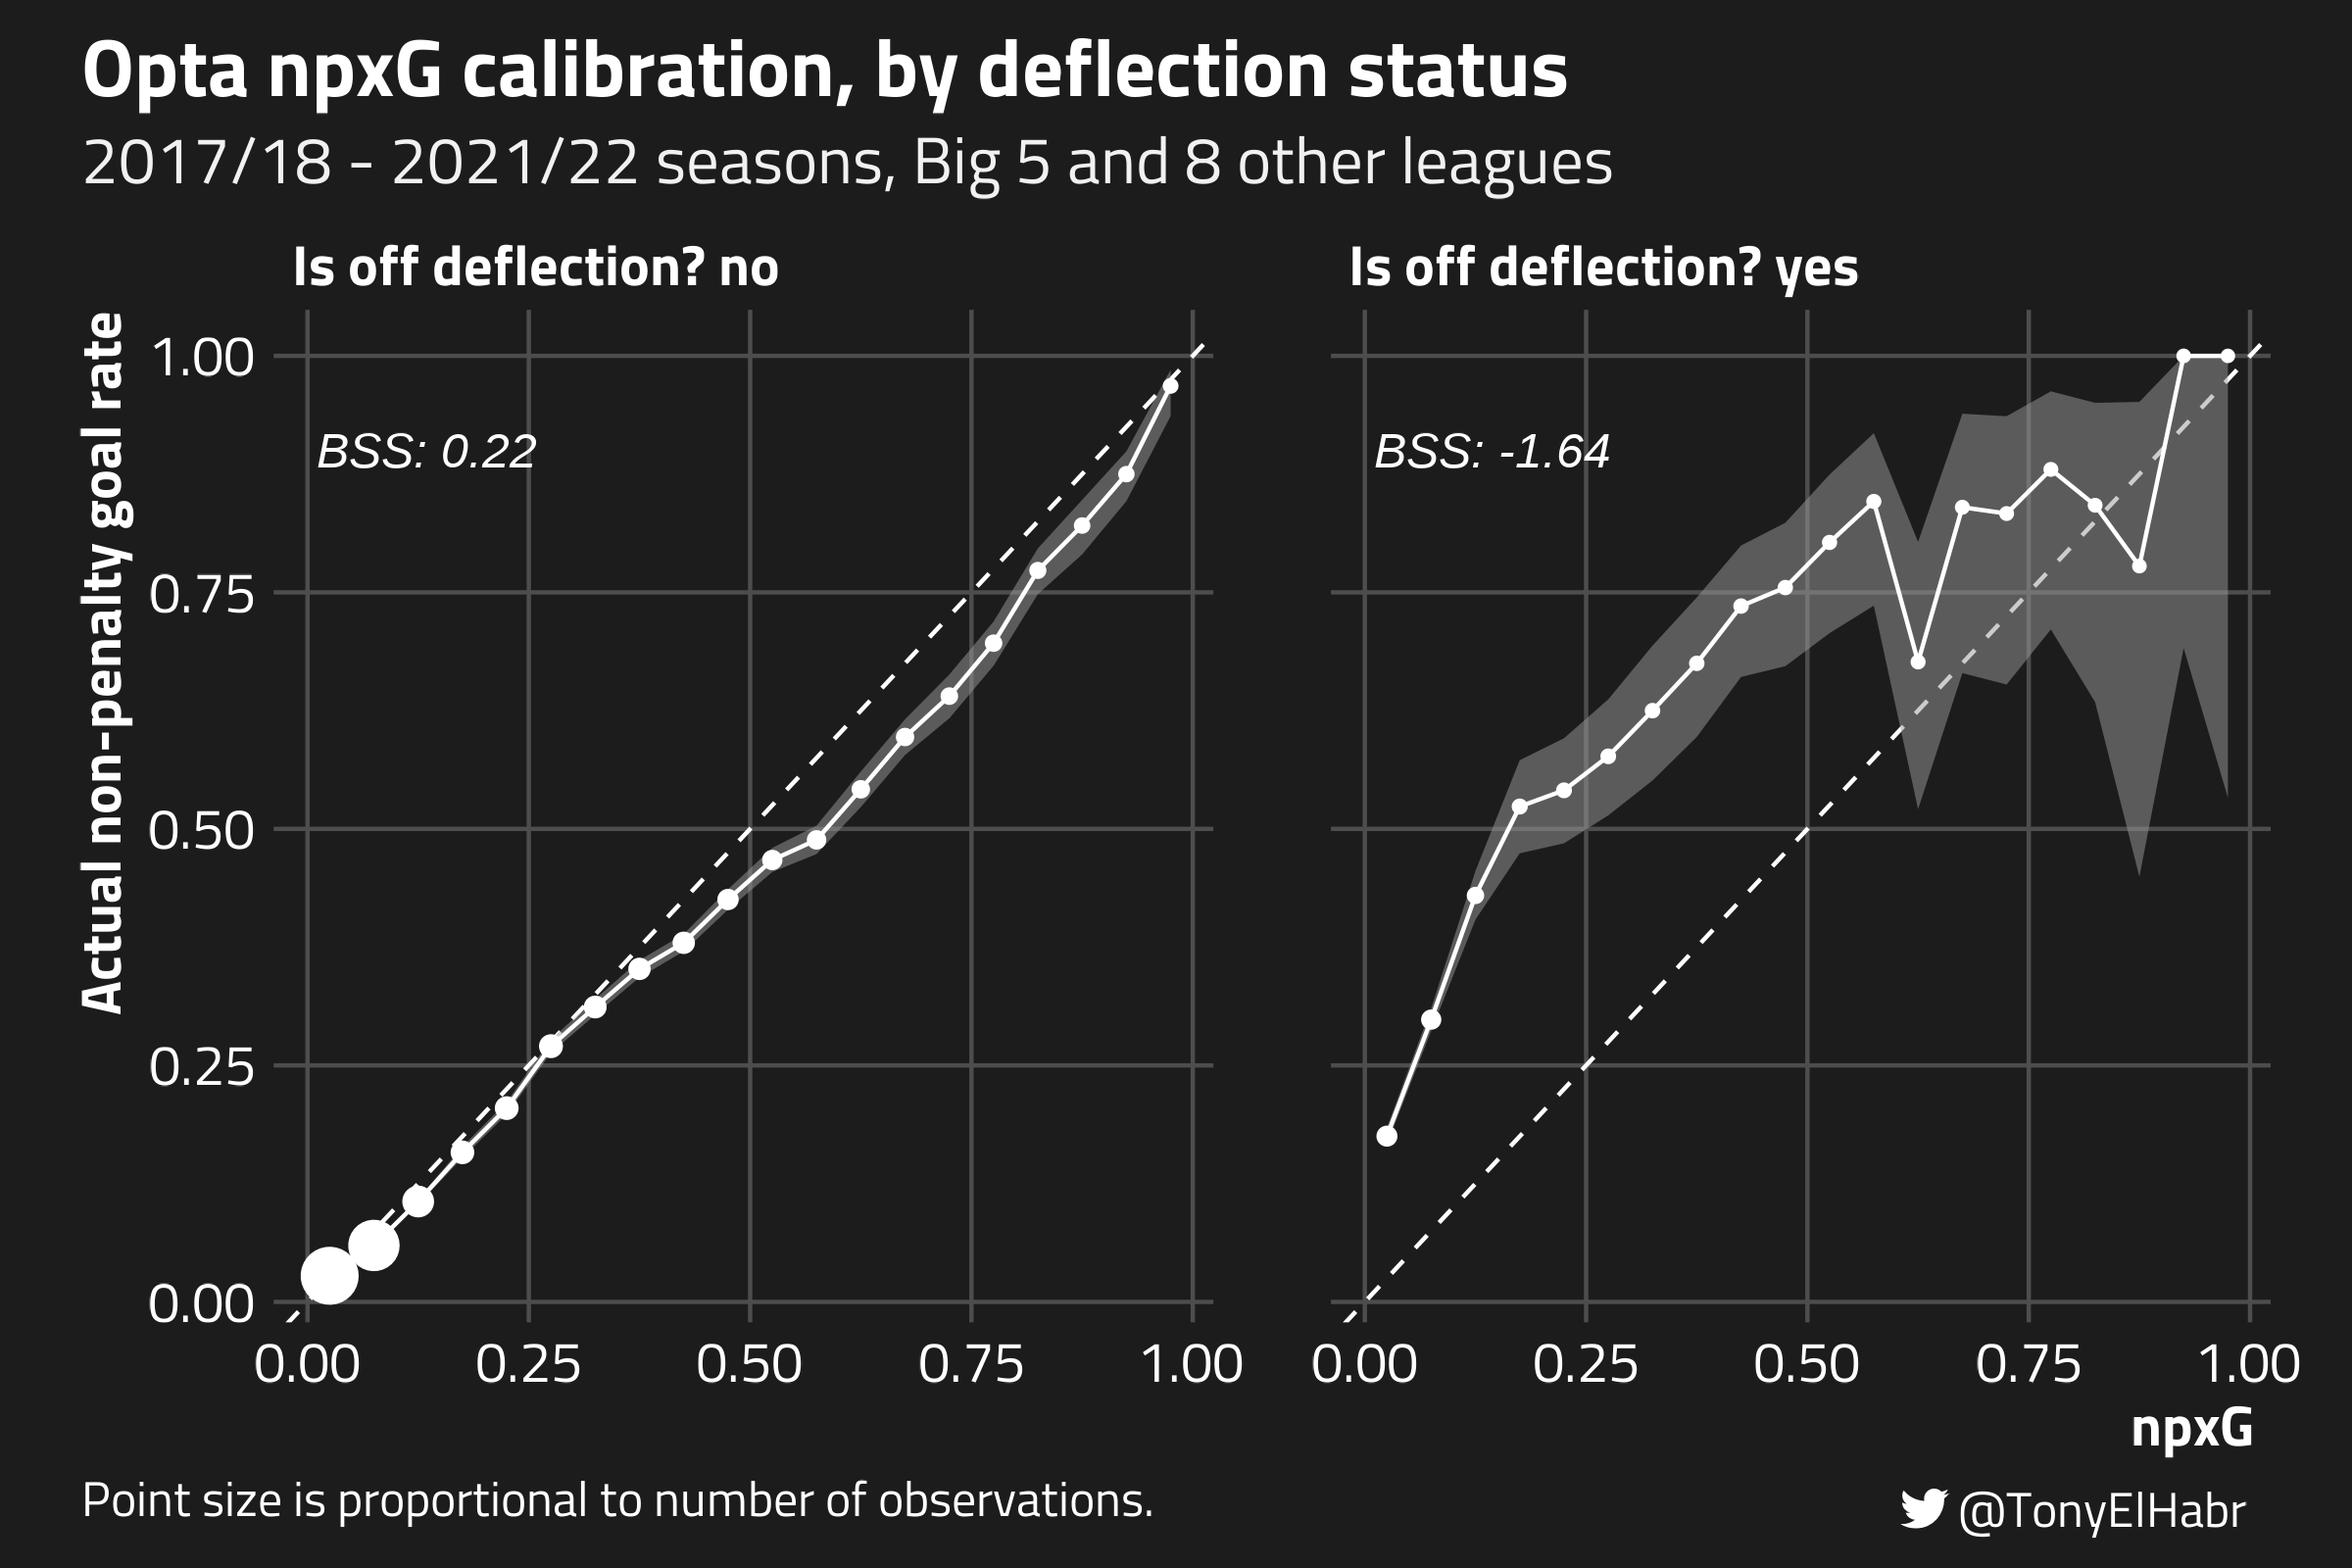 Opta npxG calibration, by deflection status
2017/18 - 2021/22 seasons, Big 5 and 8 other leagues
Is off deflection? no
Is off deflection? yes
Actual non-penalty goal rate
1.00
0.75
0.50
0.25
0.00
BSS: 0.22
BSS: -1.64
0.00 0.25 0.50 0.75 1.00
0.00 0.25 0.50 0.75 1.00
npxG
Point size is proportional to number of observations.
@TonyElHabr